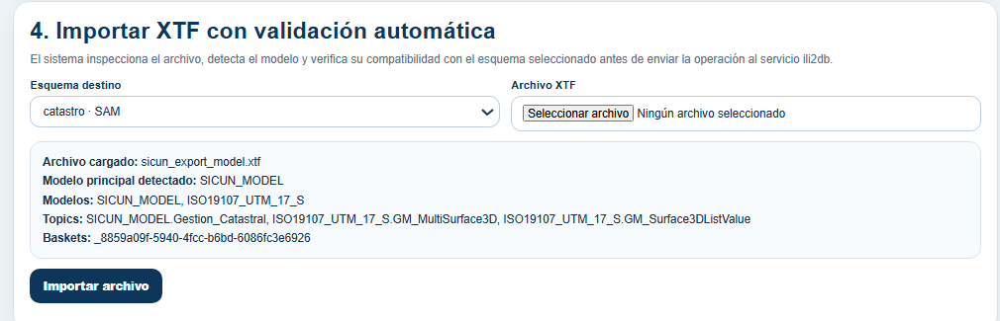 4. Importar XTF con validación automática
El sistema inspecciona el archivo, detecta el modelo y verifica su compatibilidad con el esquema seleccionado antes de enviar la operación al servicio ili2db.
Esquema destino
catastro · SAM
Archivo XTF
Seleccionar archivo Ningún archivo seleccionado
Archivo cargado: sicun_export_model.xtf
Modelo principal detectado: SICUN_MODEL
Modelos: SICUN_MODEL, ISO19107_UTM_17_S
Topics: SICUN_MODEL.Gestion_Catastral, ISO19107_UTM_17_S.GM_MultiSurface3D, ISO19107_UTM_17_S.GM_Surface3DListValue
Baskets: _8859a09f-5940-4fcc-b6bd-6086fc3e6926
Importar archivo